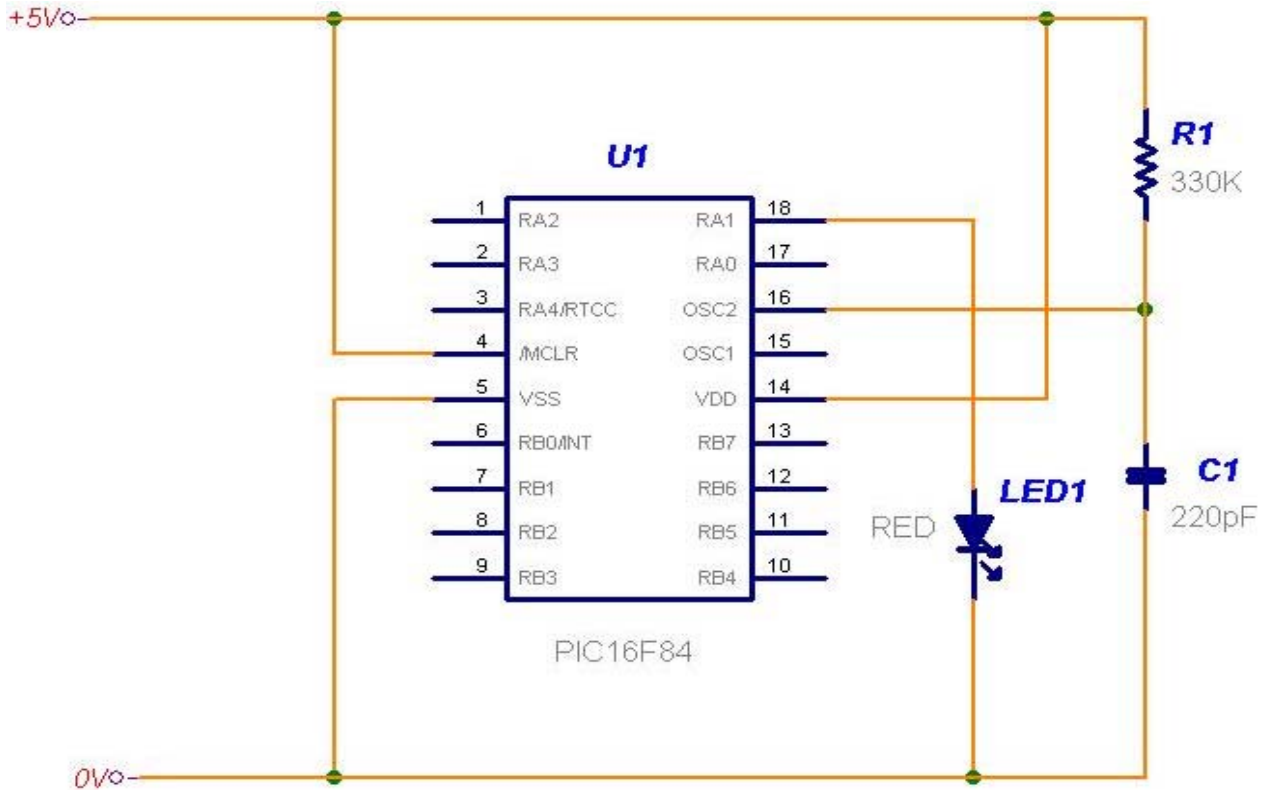 +5V
R1
330K
U1
1 RA2 RA1 18
2 RA3 RA0 17
3 RA4/RTCC OSC2 16
4 /MCLR OSC1 15
5 VSS VDD 14
6 RB0/INT RB7 13
7 RB1 RB6 12
8 RB2 RB5 11
9 RB3 RB4 10
LED1
RED
C1
220pF
PIC16F84
0V